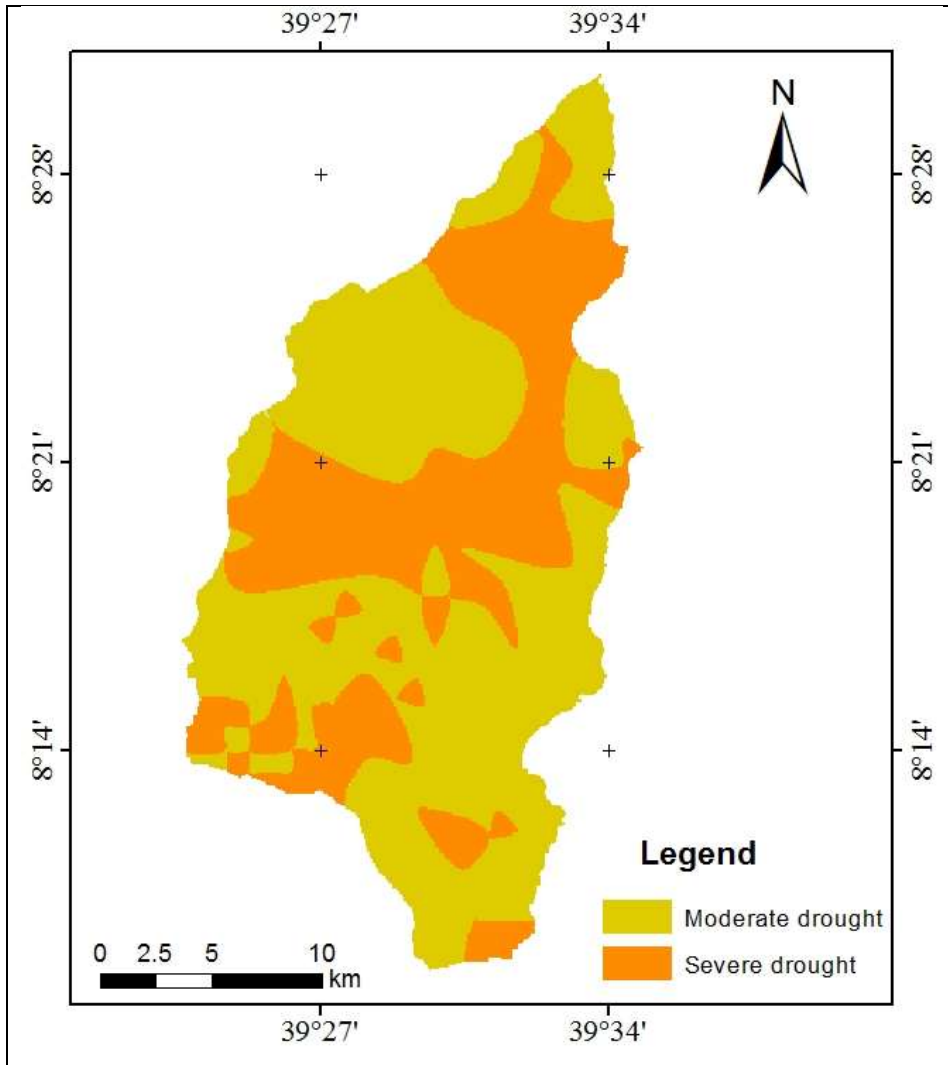 39°27' 39°34'
N
8°28' 8°28'
8°21' 8°21'
8°14' 8°14'
Legend
Moderate drought
Severe drought
0 2.5 5 10
km
39°27' 39°34'